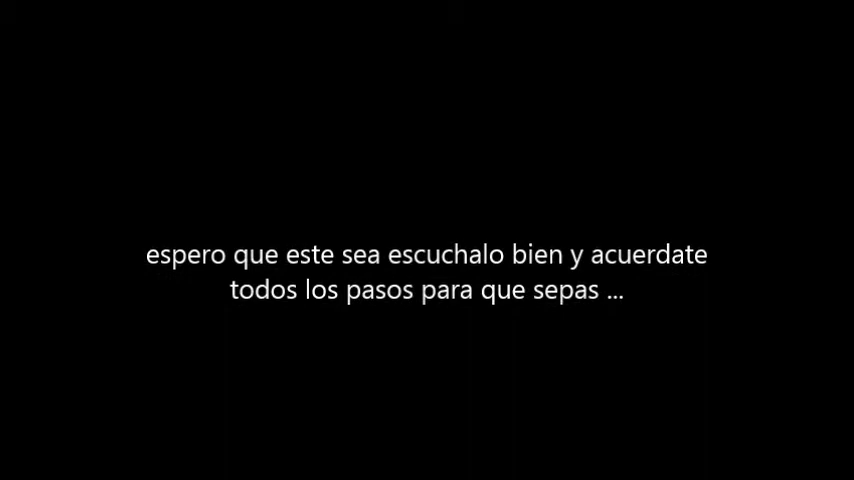 espero que este sea escuchalo bien y acuerdate
todos los pasos para que sepas ...